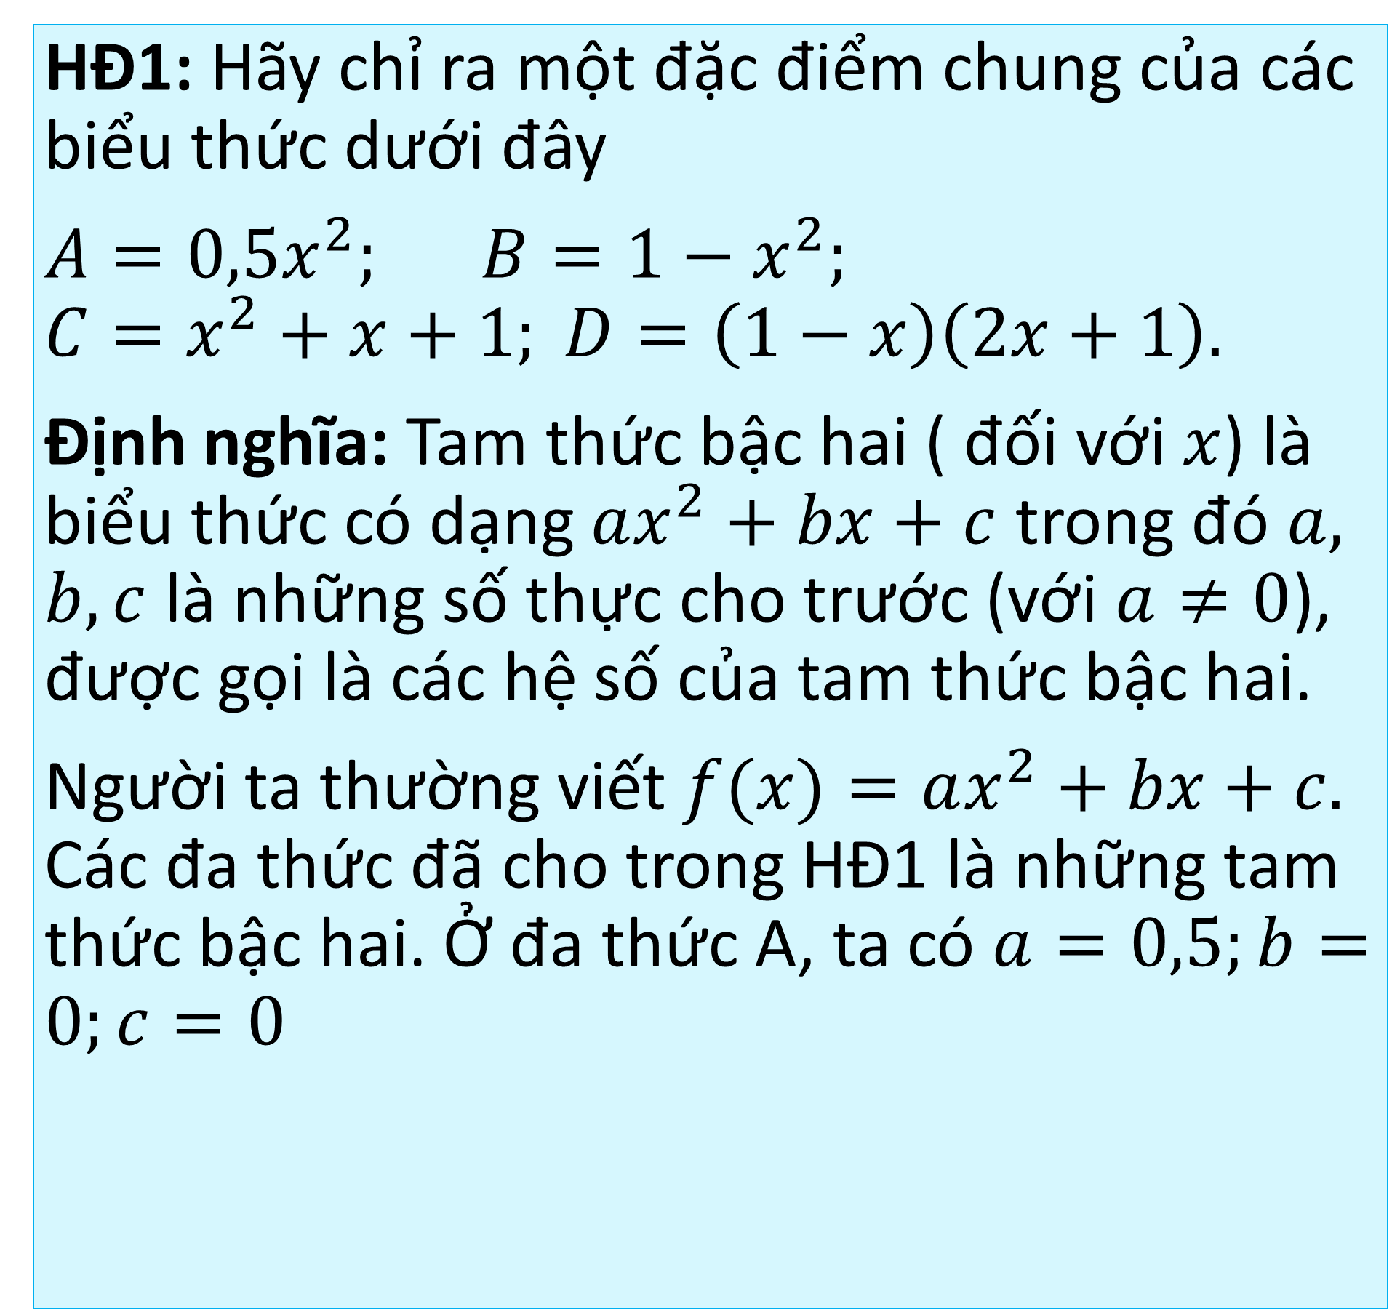 HĐ1: Hãy chỉ ra một đặc điểm chung của các
biểu thức dưới đây
A = 0,5x²; B = 1 − x²;
C = x² + x + 1; D = (1 − x)(2x + 1).
Định nghĩa: Tam thức bậc hai ( đối với x) là
biểu thức có dạng ax² + bx + c trong đó a,
b, c là những số thực cho trước (với a ≠ 0),
được gọi là các hệ số của tam thức bậc hai.
Người ta thường viết f(x) = ax² + bx + c.
Các đa thức đã cho trong HĐ1 là những tam
thức bậc hai. Ở đa thức A, ta có a = 0,5; b =
0; c = 0